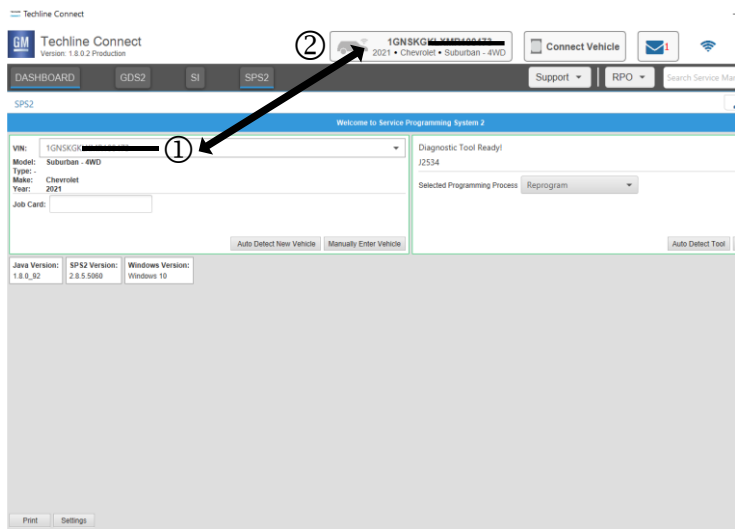 Techline Connect
GM
Techline Connect
Version: 1.8.0.2 Production
②
2021 • Chevrolet • Suburban - 4WD
Connect Vehicle
1
DASHBOARD
GDS2
SI
SPS2
Support
RPO
Search Service Ma
SPS2
Welcome to Service Programming System 2
VIN:
1GNSKGK
①
Model: Suburban - 4WD
Type: -
Make: Chevrolet
Year: 2021
Job Card:
Auto Detect New Vehicle
Manually Enter Vehicle
Diagnostic Tool Ready!
J2534
Selected Programming Process
Reprogram
Auto Detect Tool
Java Version:
1.8.0_92
SPS2 Version:
2.8.5.5060
Windows Version:
Windows 10
Print
Settings